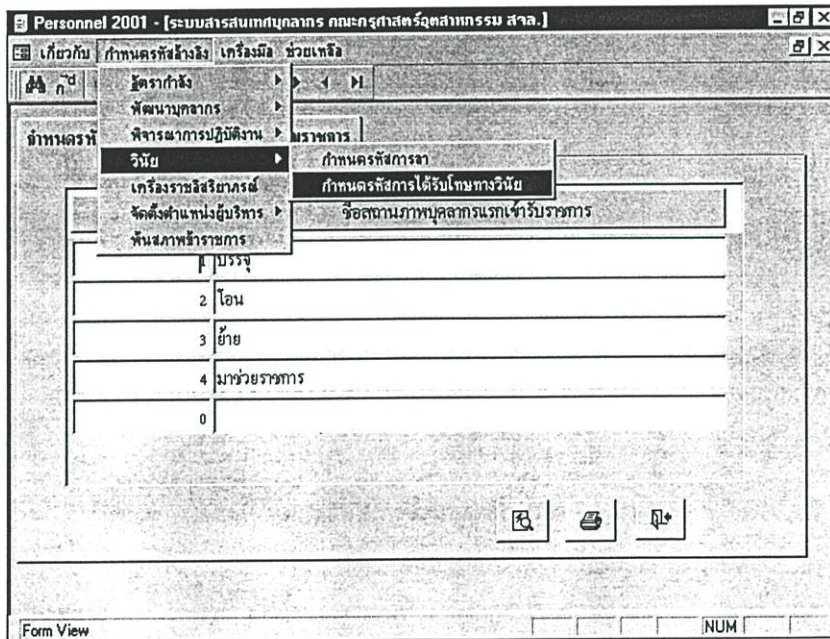 Personnel 2001 - [ระบบสารสนเทศบุคลากร คณะครุศาสตร์อุตสาหกรรม สจล.]
เกี่ยวกับ กำหนดรหัสอ้างอิง เครื่องมือ ช่วยเหลือ
อัตรากำลัง
พัฒนาบุคลากร
พิจารณาการปฏิบัติงาน
วินัย
เครื่องราชอิสริยาภรณ์
จัดตั้งตำแหน่งผู้บริหาร
พ้นสภาพข้าราชการ
กำหนดรหัสการลา
กำหนดรหัสการได้รับโทษทางวินัย
กำหนดรหั
ชื่อสถานภาพบุคลากรแรกเข้ารับราชการ
1 บรรจุ
2 โอน
3 ย้าย
4 มาช่วยราชการ
0
Form View NUM